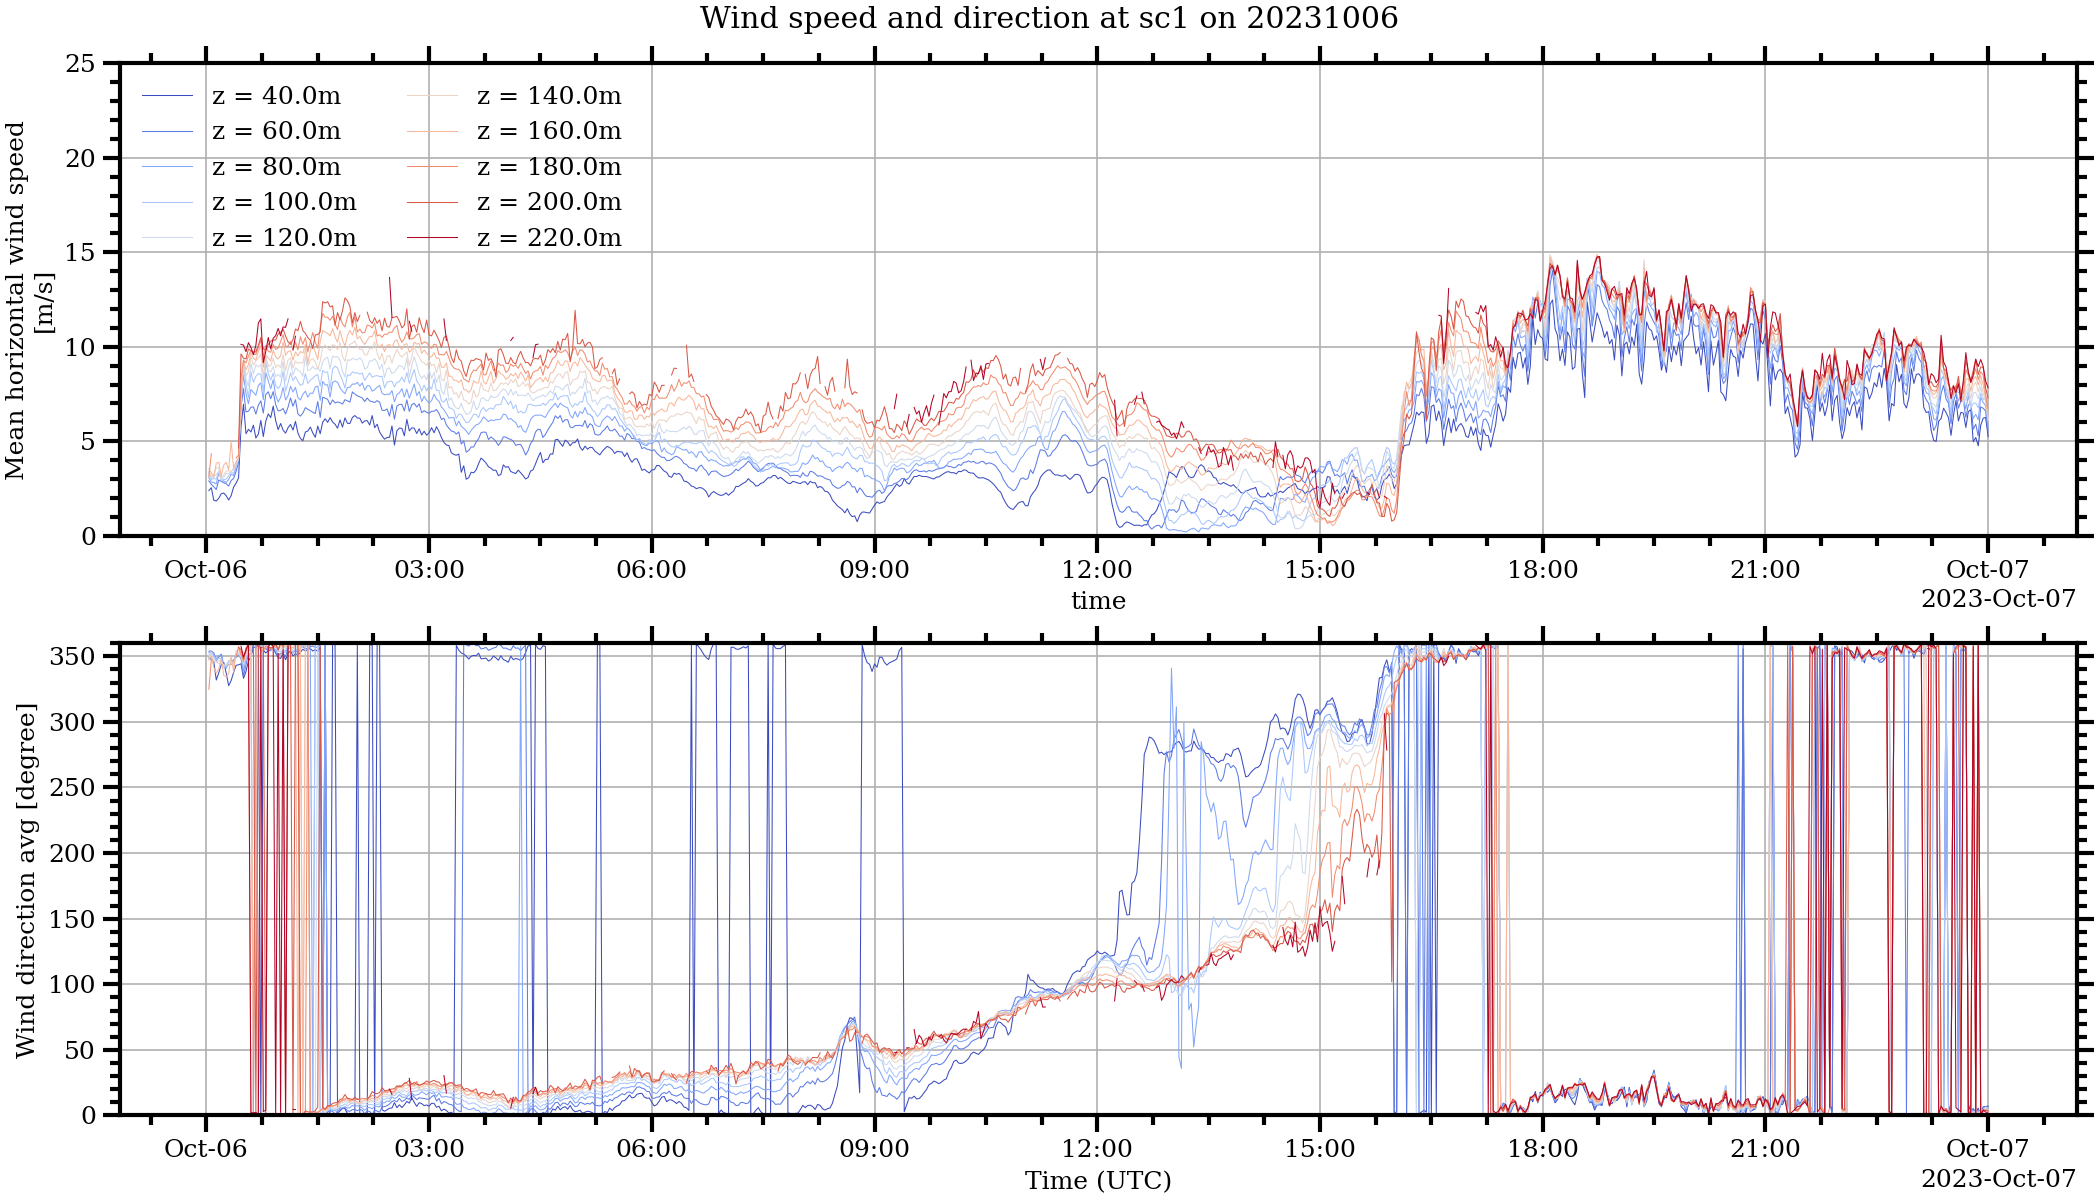 Wind speed and direction at sc1 on 20231006
Mean horizontal wind speed
[m/s]
25
20
15
10
5
0
z = 40.0m
z = 60.0m
z = 80.0m
z = 100.0m
z = 120.0m
z = 140.0m
z = 160.0m
z = 180.0m
z = 200.0m
z = 220.0m
Oct-06 03:00 06:00 09:00 12:00 15:00 18:00 21:00 Oct-07
time
2023-Oct-07
Wind direction avg [degree]
350
300
250
200
150
100
50
0
Oct-06 03:00 06:00 09:00 12:00 15:00 18:00 21:00 Oct-07
Time (UTC)
2023-Oct-07